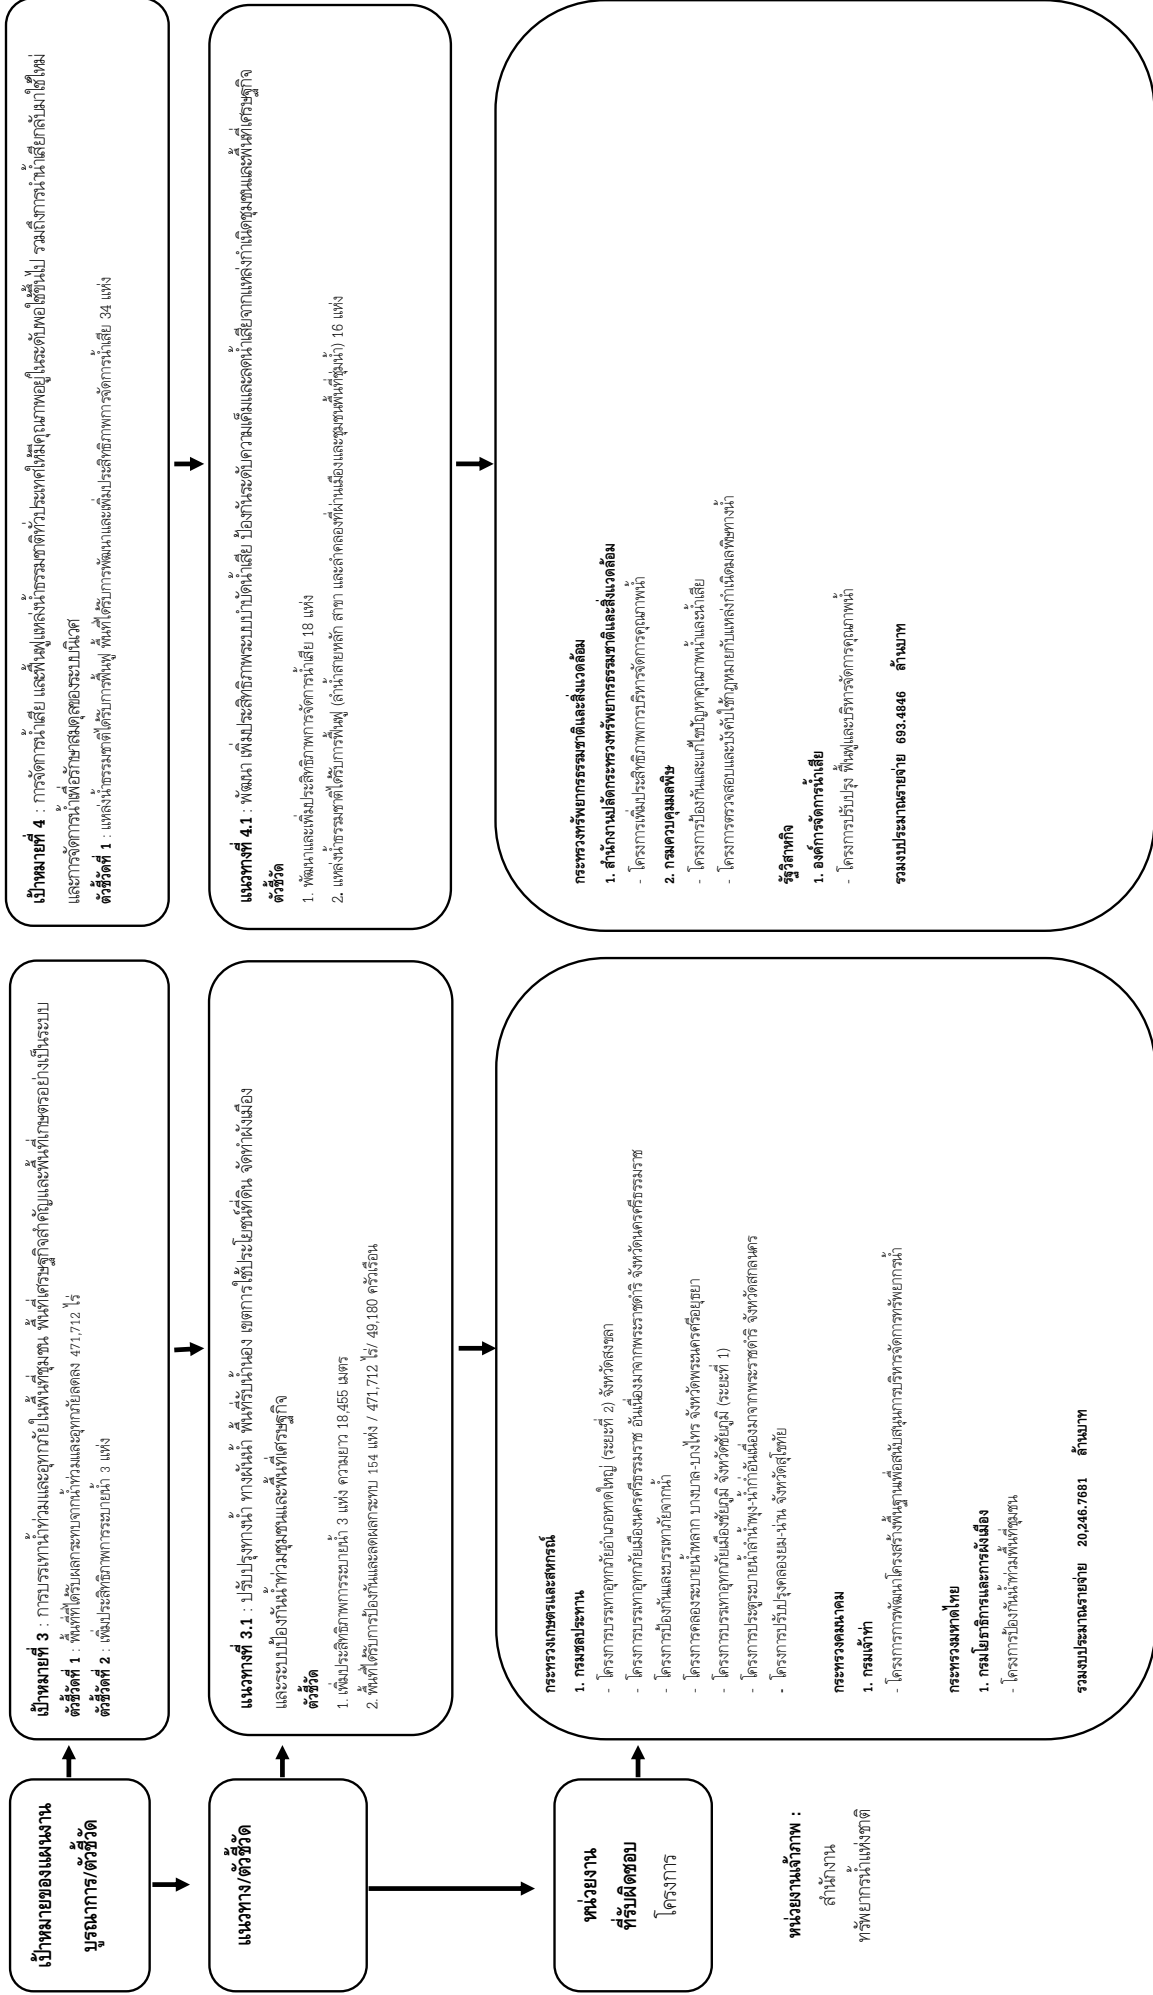 เป้าหมายของแผนงาน
บูรณาการ/ตัวชี้วัด
เป้าหมายที่ 3 : การบรรเทาน้ำท่วมและอุทกภัยในพื้นที่ชุมชน พื้นที่เศรษฐกิจสำคัญและพื้นที่เกษตรอย่างเป็นระบบ
ตัวชี้วัดที่ 1 : พื้นที่ที่ได้รับผลกระทบจากน้ำท่วมและอุทกภัยลดลง 471,712 ไร่
ตัวชี้วัดที่ 2 : เพิ่มประสิทธิภาพการระบายน้ำ 3 แห่ง
เป้าหมายที่ 4 : การจัดการน้ำเสีย และฟื้นฟูแหล่งน้ำธรรมชาติทั่วประเทศให้มีคุณภาพอยู่ในระดับพอใช้ขึ้นไป รวมถึงการนำน้ำเสียกลับมาใช้ใหม่
และการจัดการน้ำเพื่อรักษาสมดุลของระบบนิเวศ
ตัวชี้วัดที่ 1 : แหล่งน้ำธรรมชาติได้รับการฟื้นฟู พื้นที่ได้รับการพัฒนาและเพิ่มประสิทธิภาพการจัดการน้ำเสีย 34 แห่ง
แนวทาง/ตัวชี้วัด
แนวทางที่ 3.1 : ปรับปรุงทางน้ำ ทางผันน้ำ พื้นที่รับน้ำนอง เขตการใช้ประโยชน์ที่ดิน จัดทำผังเมือง
และระบบป้องกันน้ำท่วมชุมชนและพื้นที่เศรษฐกิจ
ตัวชี้วัด
1. เพิ่มประสิทธิภาพการระบายน้ำ 3 แห่ง ความยาว 18,455 เมตร
2. พื้นที่ได้รับการป้องกันและลดผลกระทบ 154 แห่ง / 471,712 ไร่/ 49,180 ครัวเรือน
แนวทางที่ 4.1 : พัฒนา เพิ่มประสิทธิภาพระบบบำบัดน้ำเสีย ป้องกันระดับความเค็มและลดน้ำเสียจากแหล่งกำเนิดชุมชนและพื้นที่เศรษฐกิจ
ตัวชี้วัด
1. พัฒนาและเพิ่มประสิทธิภาพการจัดการน้ำเสีย 18 แห่ง
2. แหล่งน้ำธรรมชาติได้รับการฟื้นฟู (ลำน้ำสายหลัก สาขา และลำคลองที่ผ่านเมืองและชุมชนพื้นที่ชุ่มน้ำ) 16 แห่ง
หน่วยงาน
ที่รับผิดชอบ
โครงการ
กระทรวงเกษตรและสหกรณ์
1. กรมชลประทาน
- โครงการบรรเทาอุทกภัยอำเภอหาดใหญ่ (ระยะที่ 2) จังหวัดสงขลา
- โครงการบรรเทาอุทกภัยเมืองนครศรีธรรมราช อันเนื่องมาจากพระราชดำริ จังหวัดนครศรีธรรมราช
- โครงการป้องกันและบรรเทาภัยจากน้ำ
- โครงการคลองระบายน้ำหลาก บางบาล-บางไทร จังหวัดพระนครศรีอยุธยา
- โครงการบรรเทาอุทกภัยเมืองชัยภูมิ จังหวัดชัยภูมิ (ระยะที่ 1)
- โครงการประตูระบายน้ำลำน้ำพุง-น้ำก่ำอันเนื่องมาจากพระราชดำริ จังหวัดสกลนคร
- โครงการปรับปรุงคลองยม-น่าน จังหวัดสุโขทัย
กระทรวงคมนาคม
1. กรมเจ้าท่า
- โครงการการพัฒนาโครงสร้างพื้นฐานเพื่อสนับสนุนการบริหารจัดการทรัพยากรน้ำ
กระทรวงมหาดไทย
1. กรมโยธาธิการและการผังเมือง
- โครงการป้องกันน้ำท่วมพื้นที่ชุมชน
รวมงบประมาณรายจ่าย 20,246.7681 ล้านบาท
กระทรวงทรัพยากรธรรมชาติและสิ่งแวดล้อม
1. สำนักงานปลัดกระทรวงทรัพยากรธรรมชาติและสิ่งแวดล้อม
- โครงการเพิ่มประสิทธิภาพการบริหารจัดการคุณภาพน้ำ
2. กรมควบคุมมลพิษ
- โครงการป้องกันและแก้ไขปัญหาคุณภาพน้ำและน้ำเสีย
- โครงการตรวจสอบและบังคับใช้กฎหมายกับแหล่งกำเนิดมลพิษทางน้ำ
รัฐวิสาหกิจ
1. องค์การจัดการน้ำเสีย
- โครงการปรับปรุง ฟื้นฟูและบริหารจัดการคุณภาพน้ำ
รวมงบประมาณรายจ่าย 693.4846 ล้านบาท
หน่วยงานเจ้าภาพ :
สำนักงาน
ทรัพยากรน้ำแห่งชาติ